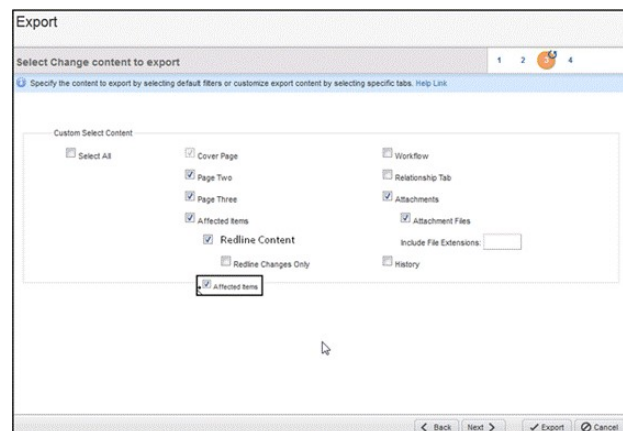 Export
Select Change content to export
1 2 3 4
Specify the content to export by selecting default filters or customize export content by selecting specific tabs. Help Link
Custom Select Content
Select All
Cover Page
Workflow
Page Two
Relationship Tab
Page Three
Attachments
Affected Items
Attachment Files
Redline Content
Include File Extensions:
Redline Changes Only
History
Affected Items
Back Next Export Cancel